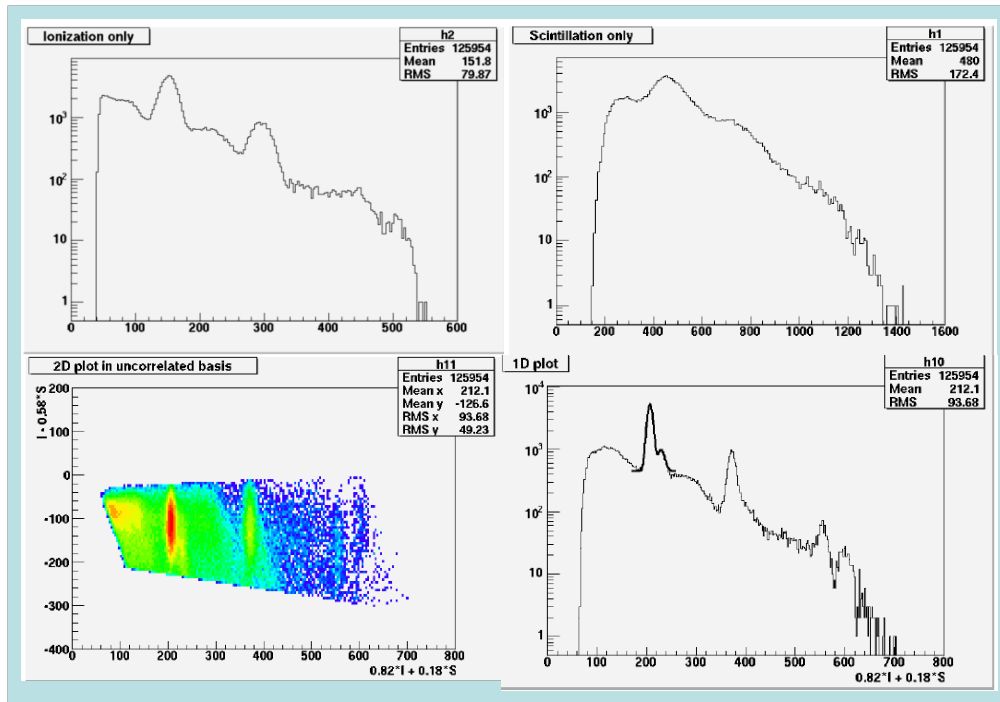 Ionization only
h2
Entries 125954
Mean 151.8
RMS 79.87
10³
10²
10
1
0 100 200 300 400 500 600
Scintillation only
h1
Entries 125954
Mean 480
RMS 172.4
10³
10²
10
1
0 200 400 600 800 1000 1200 1400 1600
2D plot in uncorrelated basis
h11
Entries 125954
Mean x 212.1
Mean y -126.6
RMS x 93.68
RMS y 49.23
I - 0.58*S
200
100
0
-100
-200
-300
-400
0 100 200 300 400 500 600 700 800
0.82*I + 0.18*S
1D plot
h10
Entries 125954
Mean 212.1
RMS 93.68
10⁴
10³
10²
10
1
0 100 200 300 400 500 600 700 800
0.82*I + 0.18*S